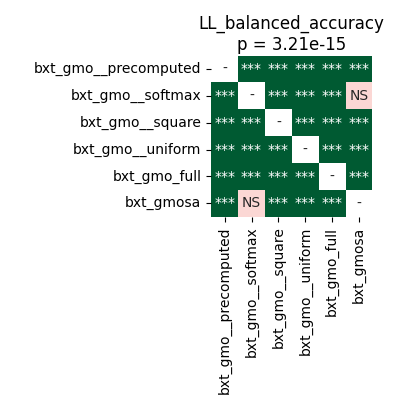 LL_balanced_accuracy
p = 3.21e-15
bxt_gmo__precomputed - *** *** *** *** ***
bxt_gmo__softmax *** - *** *** *** NS
bxt_gmo__square *** *** - *** *** ***
bxt_gmo__uniform *** *** *** - *** ***
bxt_gmo_full *** *** *** *** - ***
bxt_gmosa *** NS *** *** *** -
bxt_gmo__precomputed
bxt_gmo__softmax
bxt_gmo__square
bxt_gmo__uniform
bxt_gmo_full
bxt_gmosa